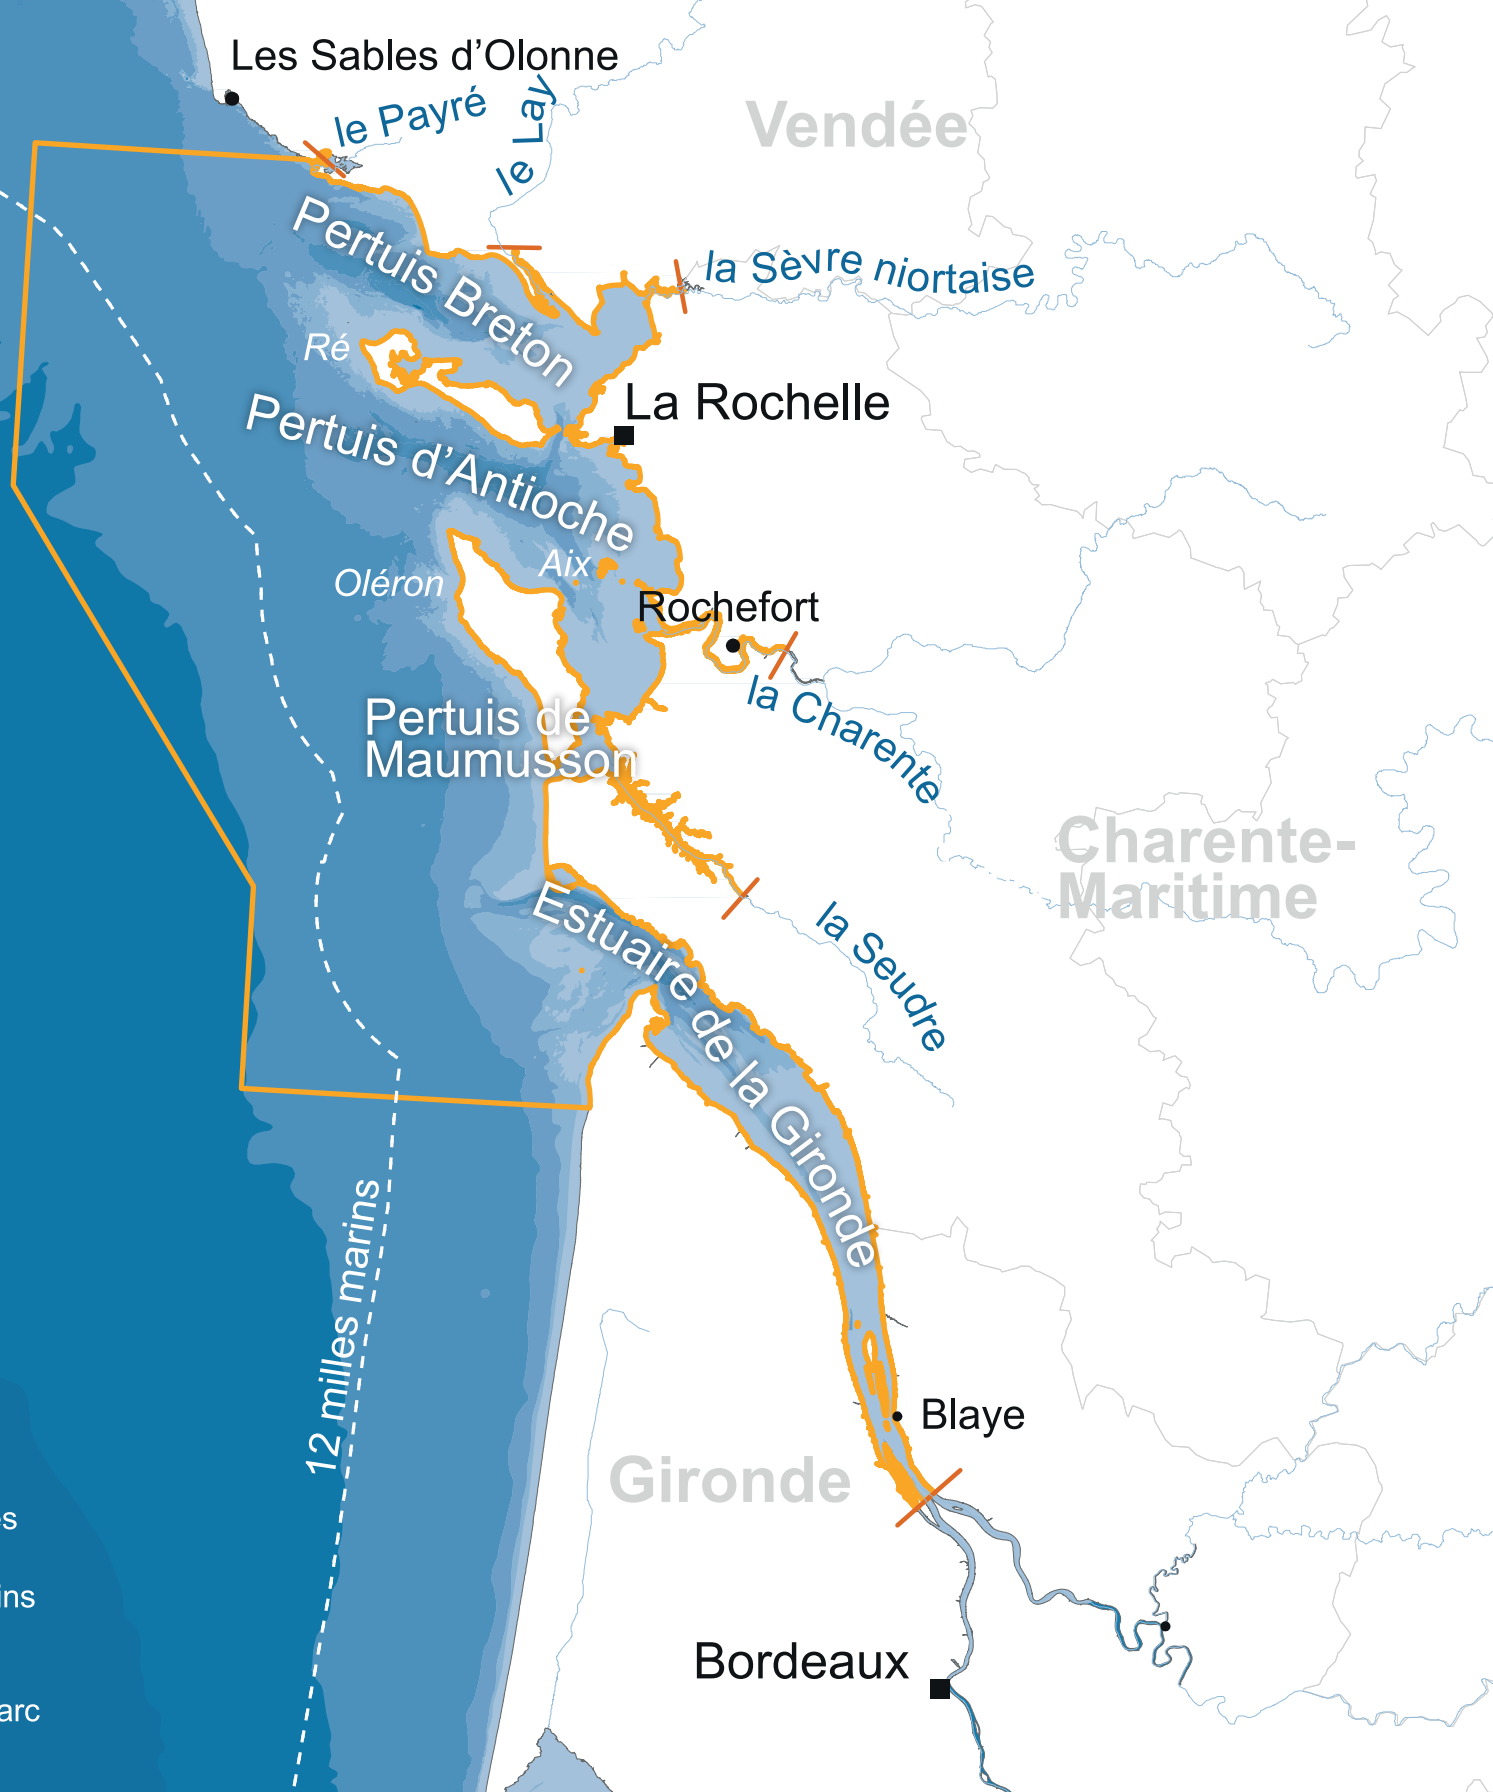 Les Sables d'Olonne
le Payré
le Lay
Vendée
Pertuis Breton
la Sèvre niortaise
Ré
La Rochelle
Pertuis d'Antioche
Aix
Oléron
Rochefort
la Charente
Pertuis de
Maumusson
Charente-
Maritime
Estuaire de la Gironde
la Seudre
12 milles marins
Blaye
Gironde
Bordeaux